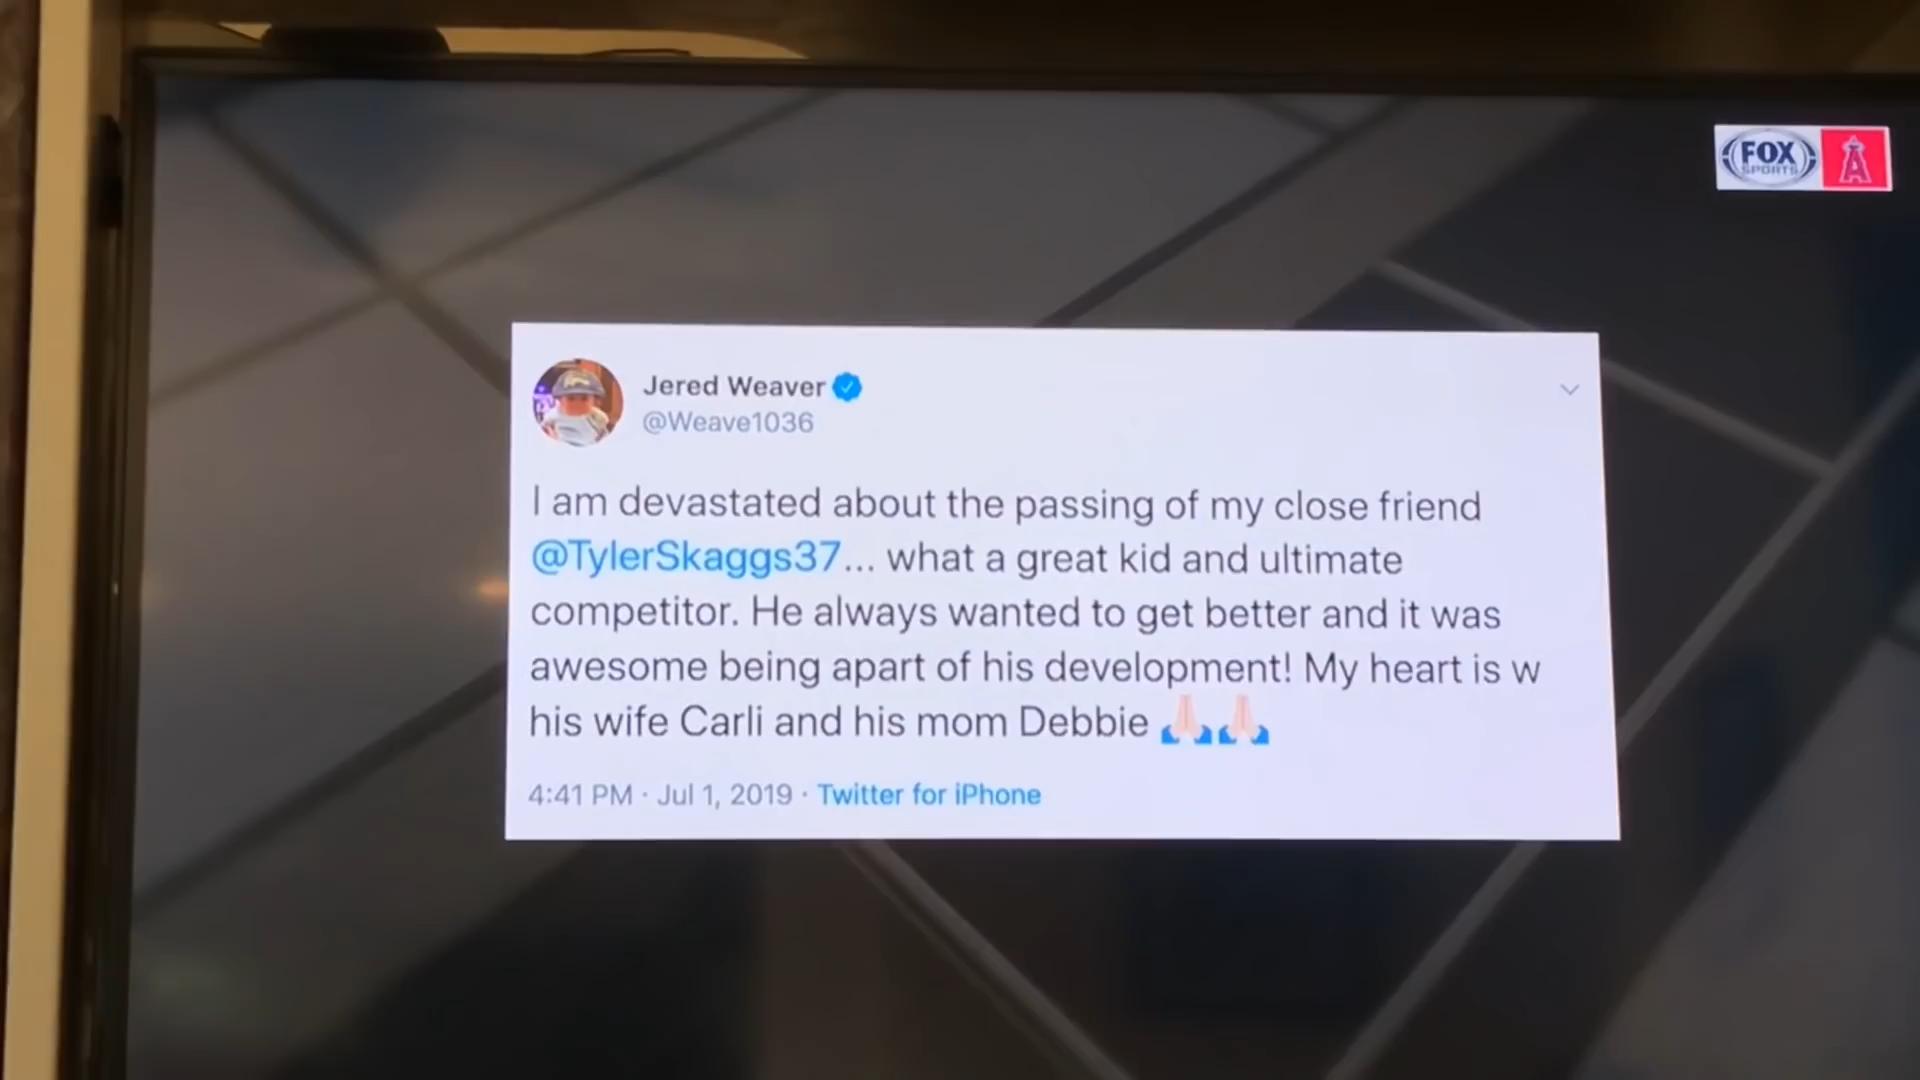 FOX
SPORTS
A
Jered Weaver
@Weave1036
I am devastated about the passing of my close friend
@TylerSkaggs37... what a great kid and ultimate
competitor. He always wanted to get better and it was
awesome being apart of his development! My heart is w
his wife Carli and his mom Debbie 🙏🏻🙏🏻
4:41 PM · Jul 1, 2019 · Twitter for iPhone